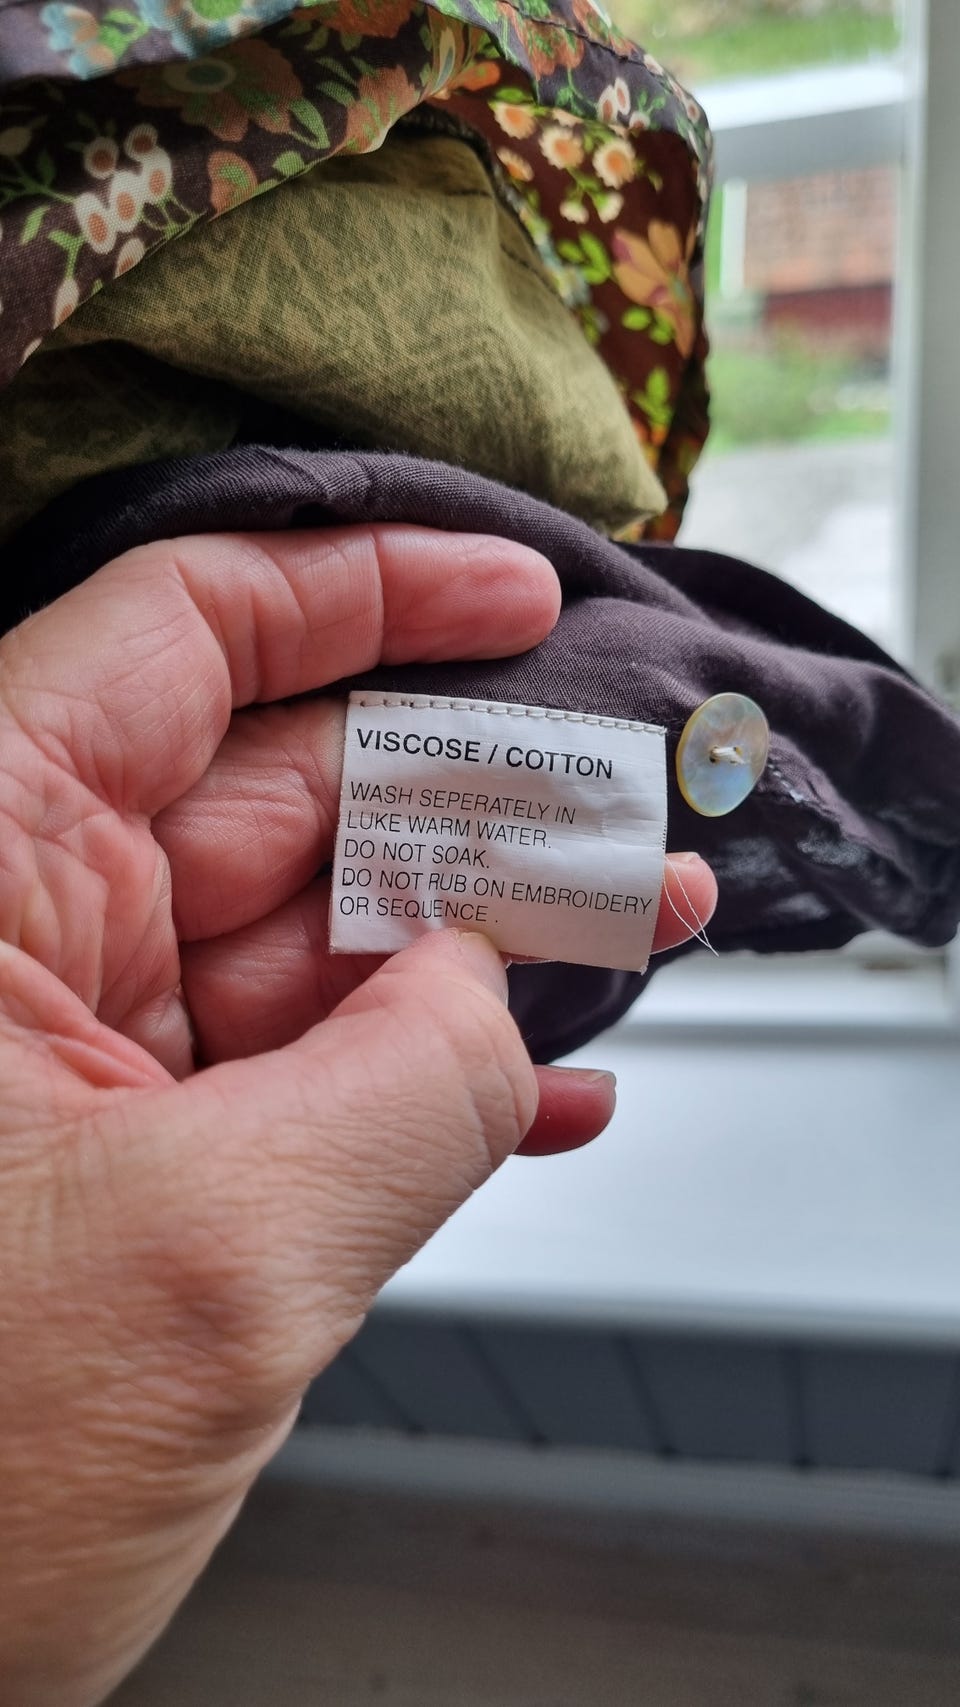 VISCOSE / COTTON
WASH SEPERATELY IN
LUKE WARM WATER.
DO NOT SOAK.
DO NOT RUB ON EMBROIDERY
OR SEQUENCE .